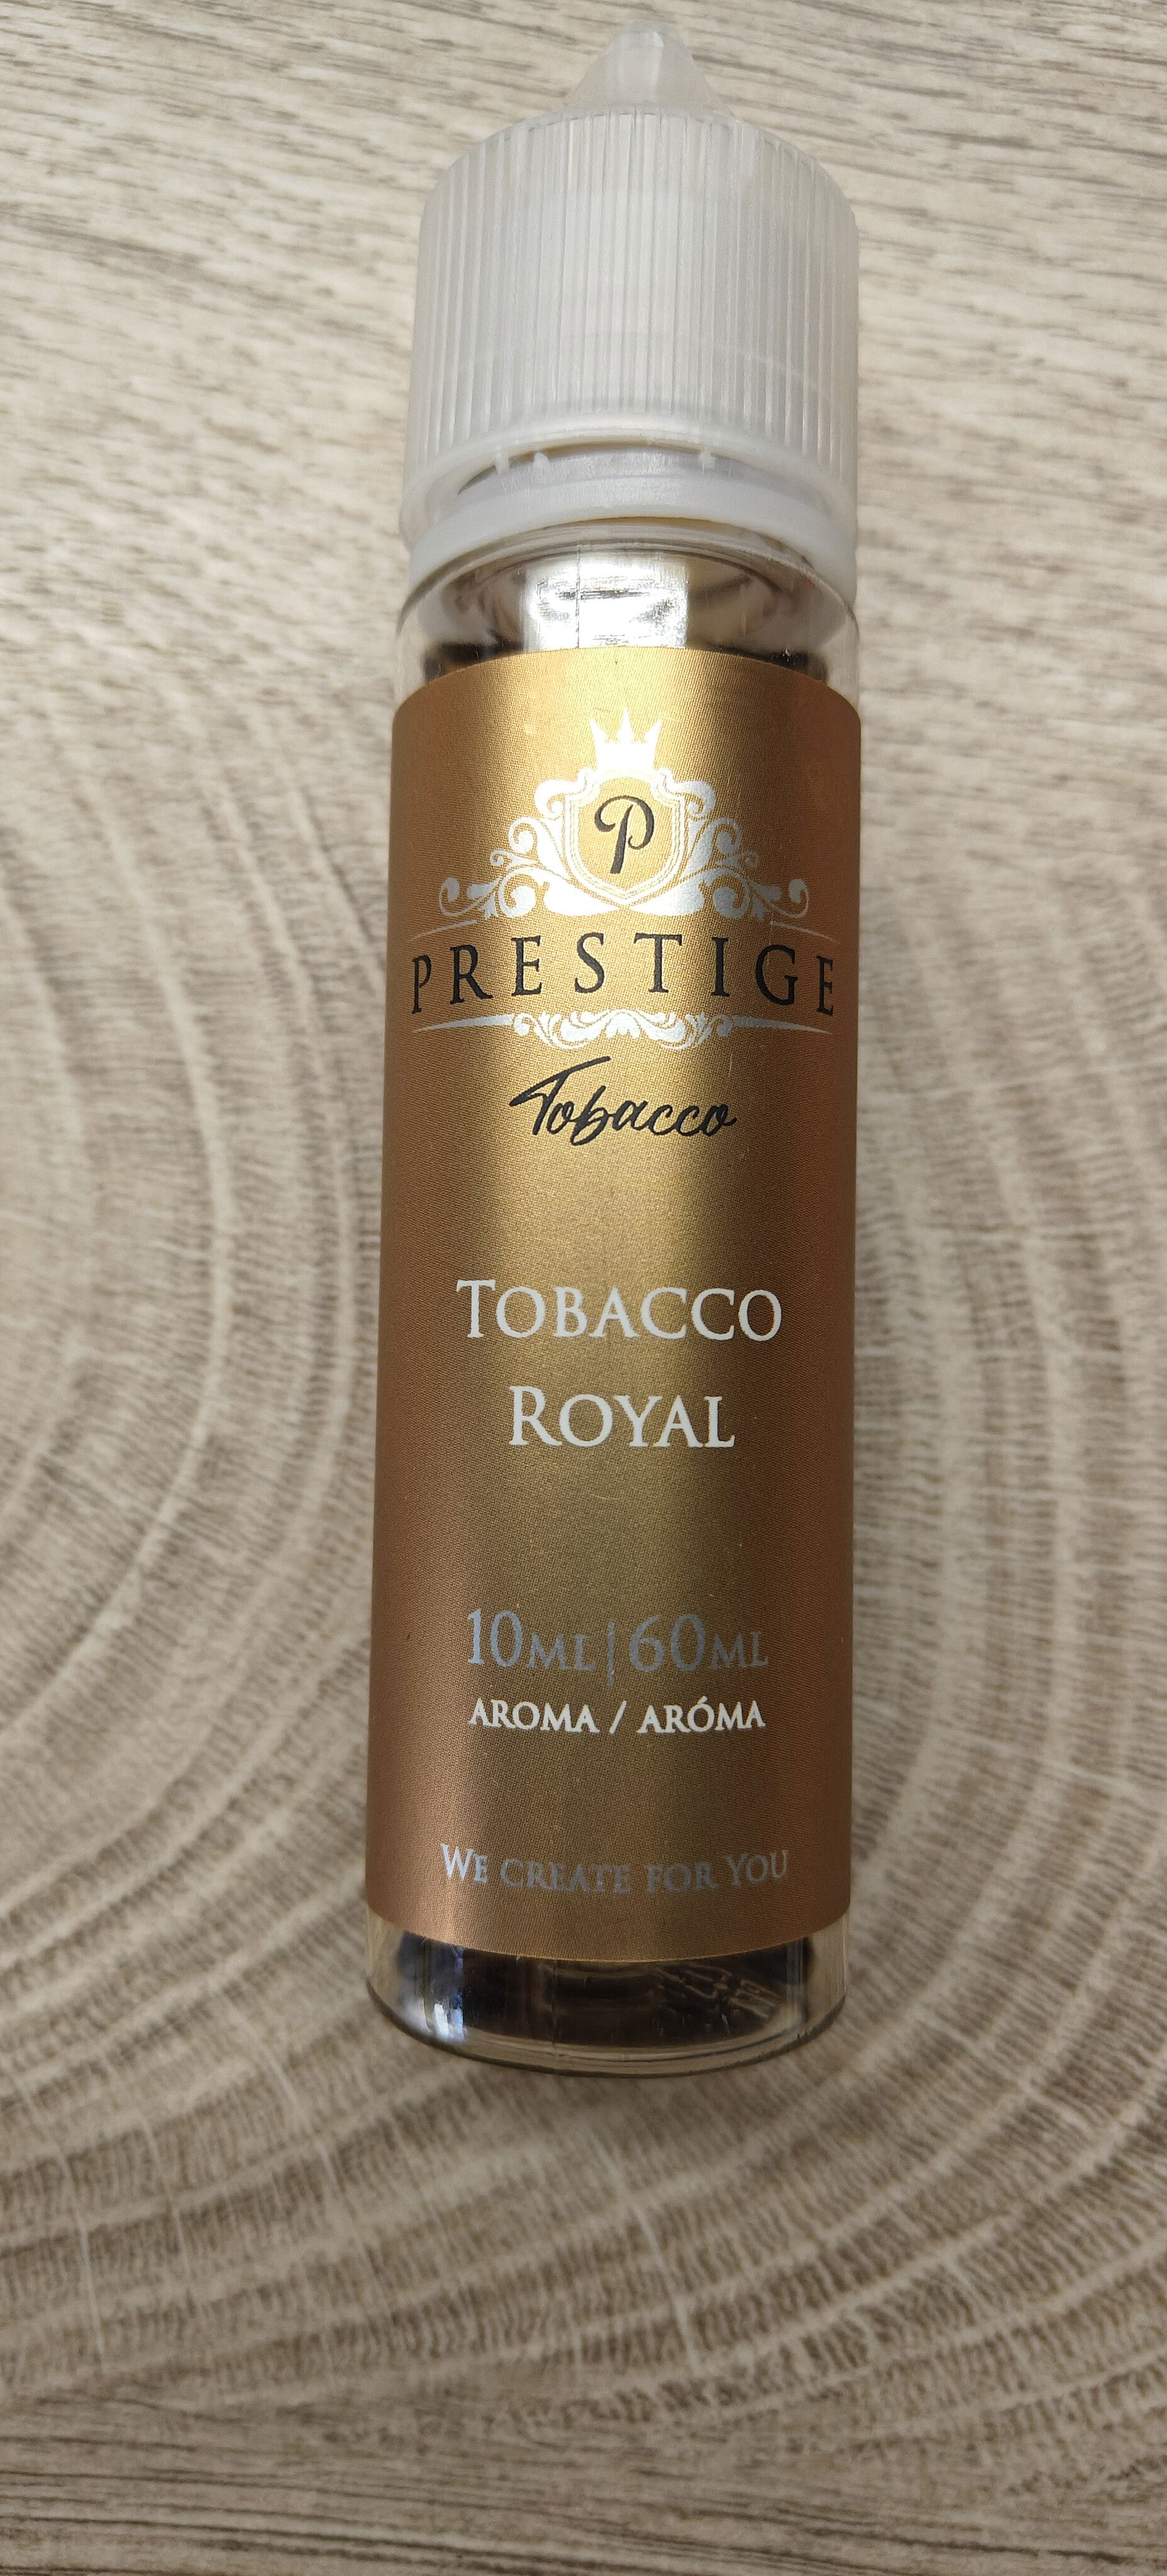 P
PRESTIGE
Tobacco
TOBACCO
ROYAL
10ML|60ML
AROMA / ARÓMA
WE CREATE FOR YOU